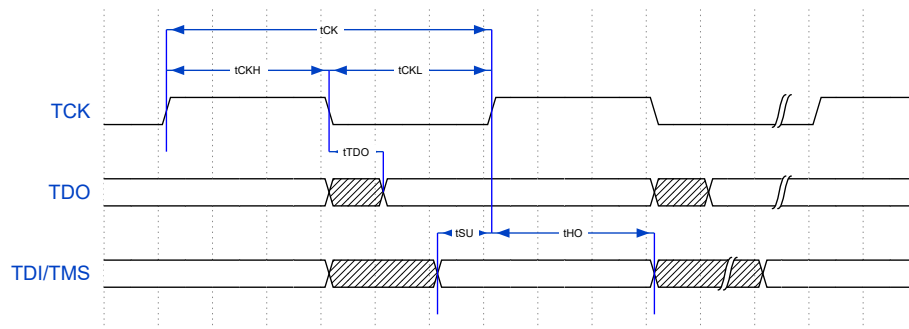 tCK
tCKH
tCKL
TCK
tTDO
TDO
tSU
tHO
TDI/TMS